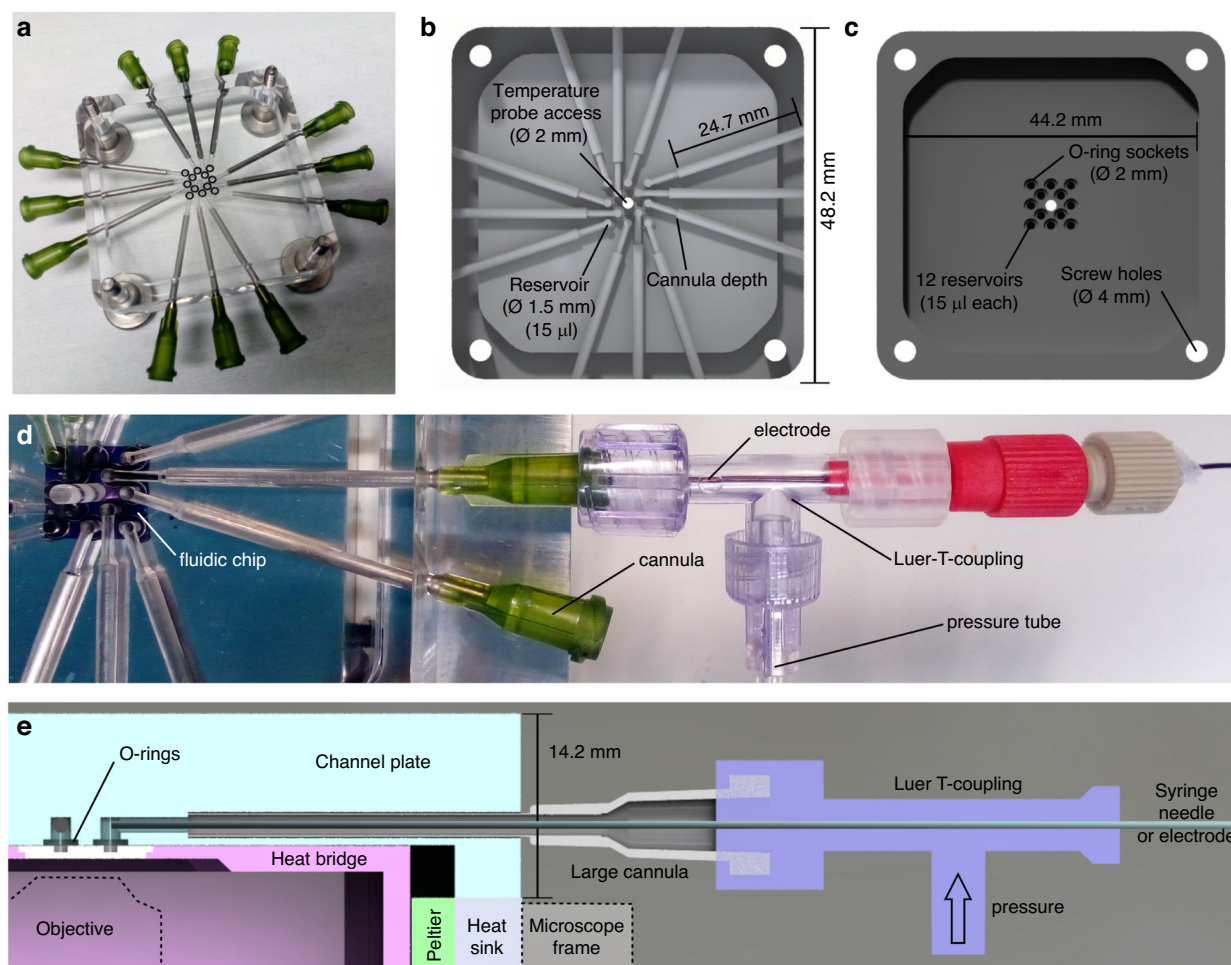 a
b
Temperature
probe access
(Ø 2 mm)
24.7 mm
48.2 mm
Reservoir
(Ø 1.5 mm)
(15 µl)
Cannula depth
c
44.2 mm
O-ring sockets
(Ø 2 mm)
12 reservoirs
(15 µl each)
Screw holes
(Ø 4 mm)
d
electrode
fluidic chip
cannula
Luer-T-coupling
pressure tube
e
O-rings
Channel plate
14.2 mm
Luer T-coupling
Syringe
needle
or electrode
Heat bridge
Large cannula
Objective
Peltier
Heat
sink
Microscope
frame
pressure